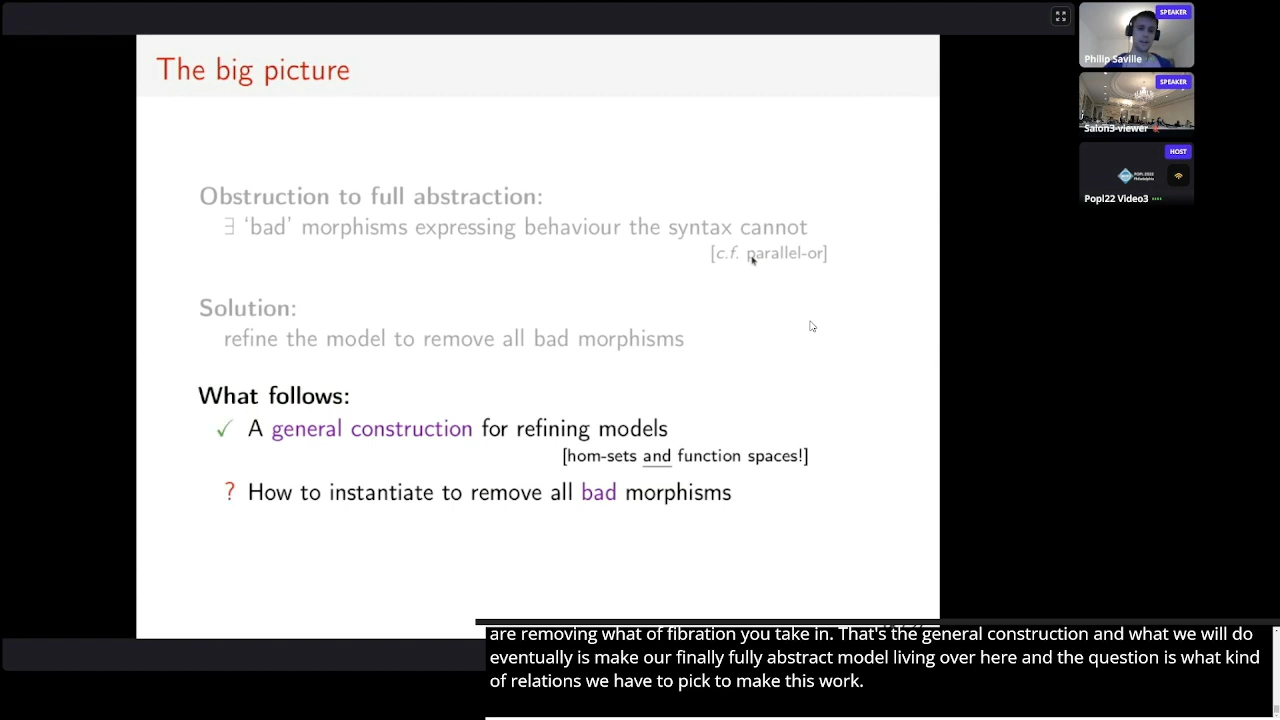 The big picture
Obstruction to full abstraction:
∃ ‘bad’ morphisms expressing behaviour the syntax cannot
[c.f. parallel-or]
Solution:
refine the model to remove all bad morphisms
What follows:
✓ A general construction for refining models
[hom-sets and function spaces!]
? How to instantiate to remove all bad morphisms
SPEAKER
Philip Saville
SPEAKER
Salon3-viewer
HOST
POPL 2022
Philadelphia
Popl22 Video3
are removing what of fibration you take in. That's the general construction and what we will do
eventually is make our finally fully abstract model living over here and the question is what kind
of relations we have to pick to make this work.